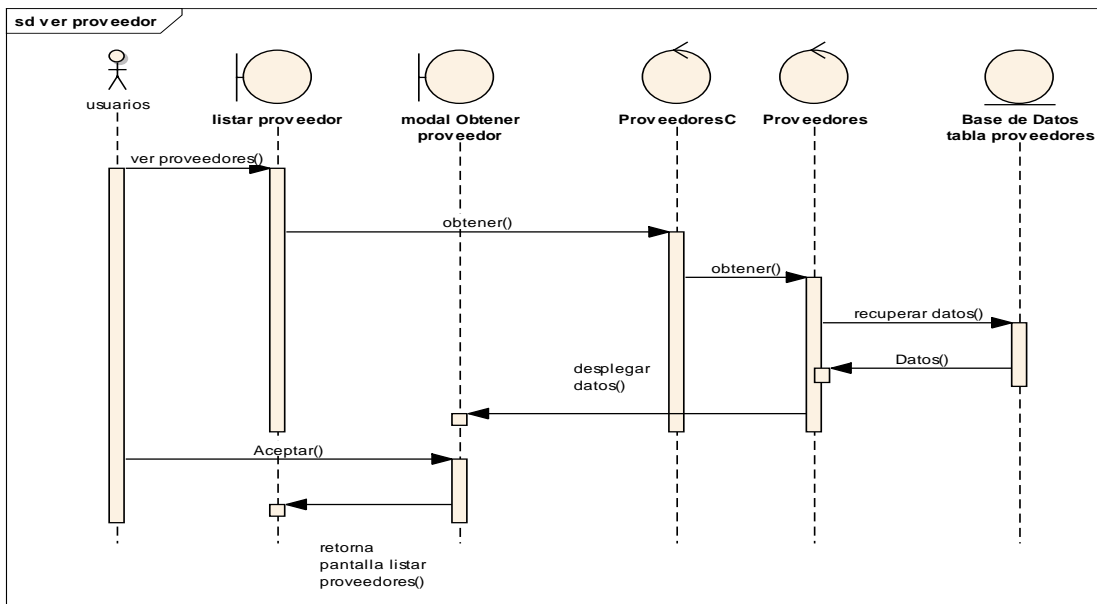 sd ver proveedor
usuarios
listar proveedor
modal Obtener
proveedor
ProveedoresC
Proveedores
Base de Datos
tabla proveedores
ver proveedores()
obtener()
obtener()
recuperar datos()
Datos()
desplegar
datos()
Aceptar()
retorna
pantalla listar
proveedores()